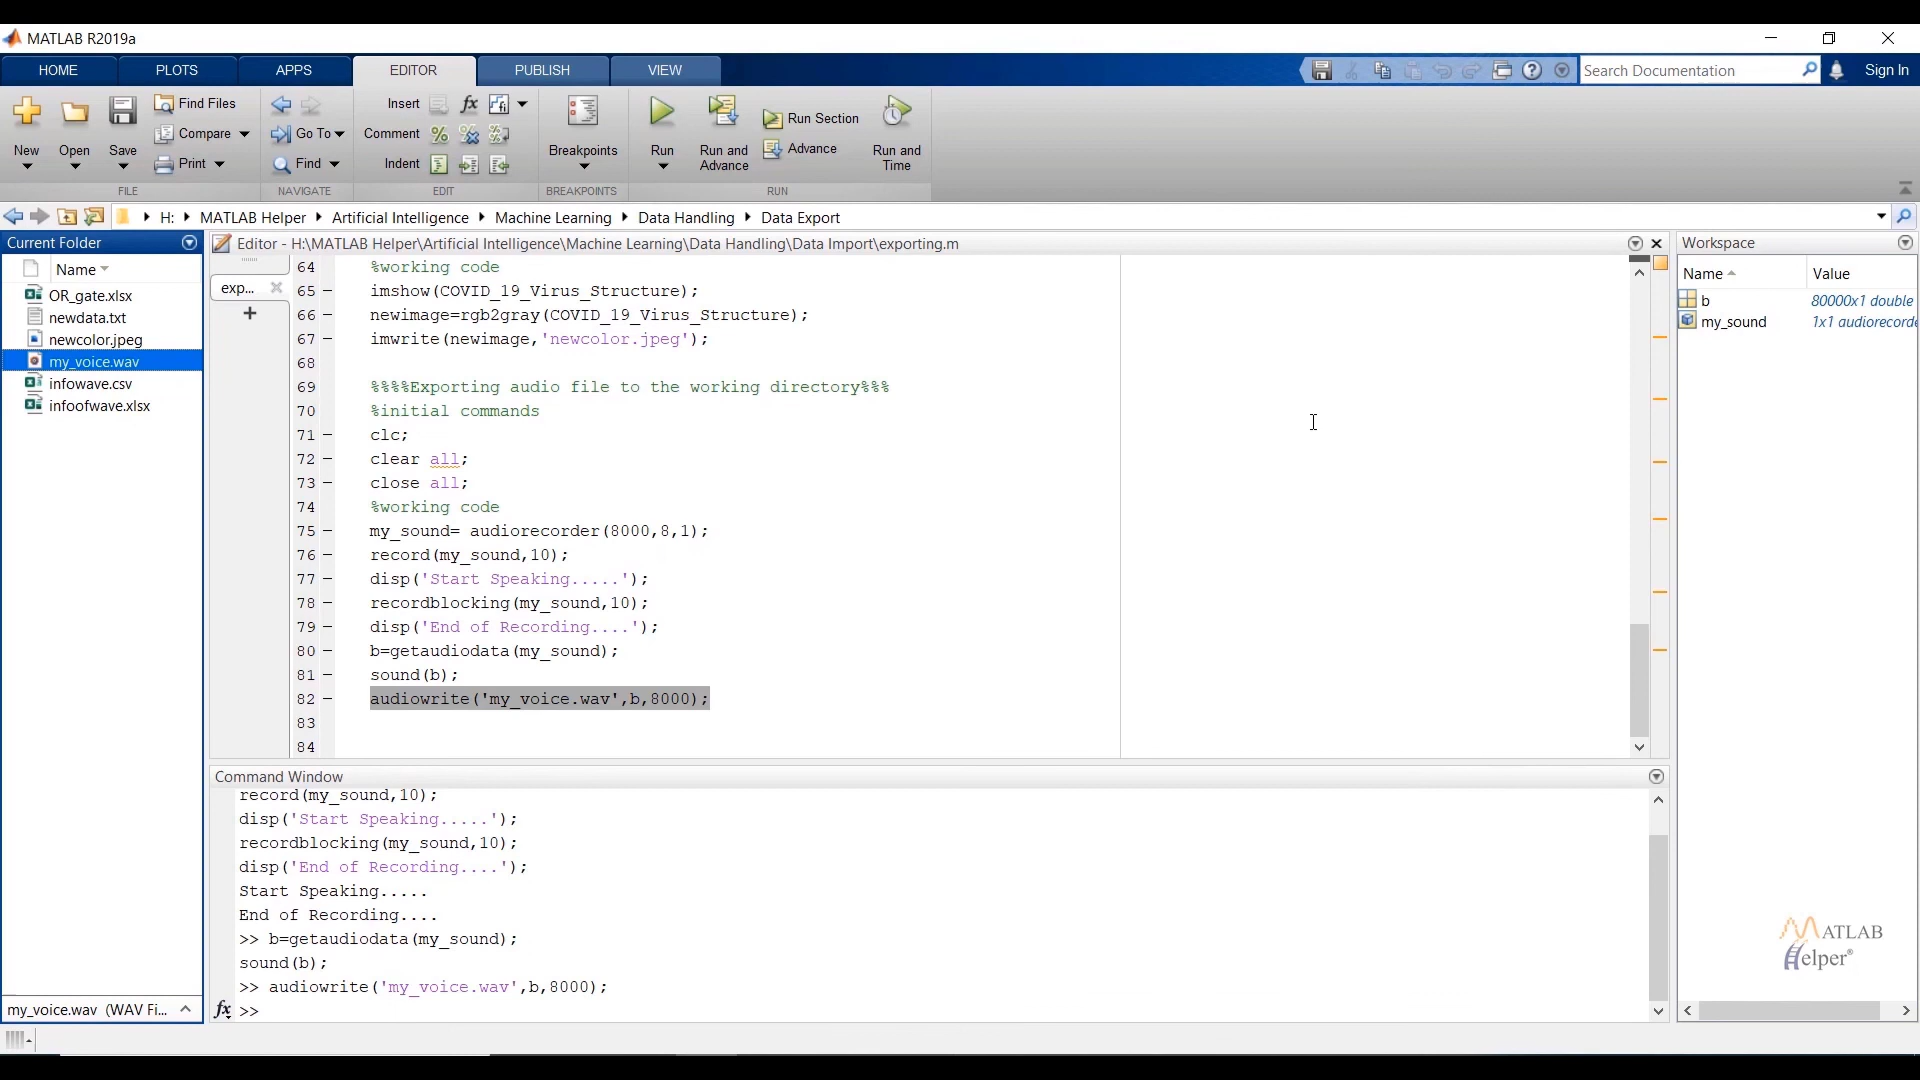 MATLAB R2019a
HOME PLOTS APPS EDITOR PUBLISH VIEW
Search Documentation
Sign In
New
Open
Save
Find Files
Compare
Print
FILE
Go To
Find
NAVIGATE
Insert
Comment
Indent
EDIT
Breakpoints
BREAKPOINTS
Run
Run and
Advance
Run Section
Advance
Run and
Time
RUN
H: MATLAB Helper Artificial Intelligence Machine Learning Data Handling Data Export
Current Folder
Name
OR_gate.xlsx
newdata.txt
newcolor.jpeg
my_voice.wav
infowave.csv
infoofwave.xlsx
my_voice.wav (WAV Fi...
Editor - H:\MATLAB Helper\Artificial Intelligence\Machine Learning\Data Handling\Data Import\exporting.m
exp...
64 %working code
65 imshow(COVID_19_Virus_Structure);
66 newimage=rgb2gray(COVID_19_Virus_Structure);
67 imwrite(newimage,'newcolor.jpeg');
68
69 %%%%Exporting audio file to the working directory%%%
70 %initial commands
71 clc;
72 clear all;
73 close all;
74 %working code
75 my_sound= audiorecorder(8000,8,1);
76 record(my_sound,10);
77 disp('Start Speaking.....');
78 recordblocking(my_sound,10);
79 disp('End of Recording....');
80 b=getaudiodata(my_sound);
81 sound(b);
82 audiowrite('my_voice.wav',b,8000);
83
84
Command Window
record(my_sound,10);
disp('Start Speaking.....');
recordblocking(my_sound,10);
disp('End of Recording....');
Start Speaking.....
End of Recording....
>> b=getaudiodata(my_sound);
sound(b);
>> audiowrite('my_voice.wav',b,8000);
fx >>
Workspace
Name Value
b 80000x1 double
my_sound 1x1 audiorecorde
MATLAB
Helper®